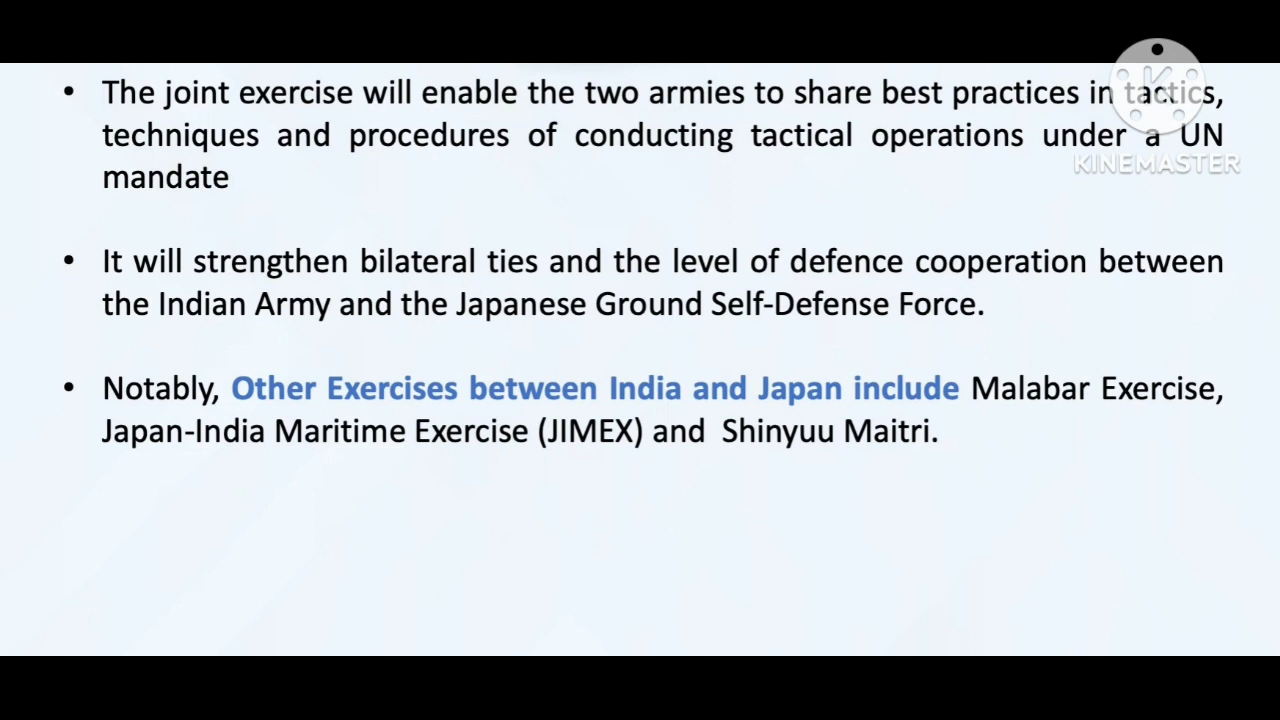 • The joint exercise will enable the two armies to share best practices in tactics,
techniques and procedures of conducting tactical operations under a UN
mandate
• It will strengthen bilateral ties and the level of defence cooperation between
the Indian Army and the Japanese Ground Self-Defense Force.
• Notably, Other Exercises between India and Japan include Malabar Exercise,
Japan-India Maritime Exercise (JIMEX) and Shinyuu Maitri.
K
KINEMASTER